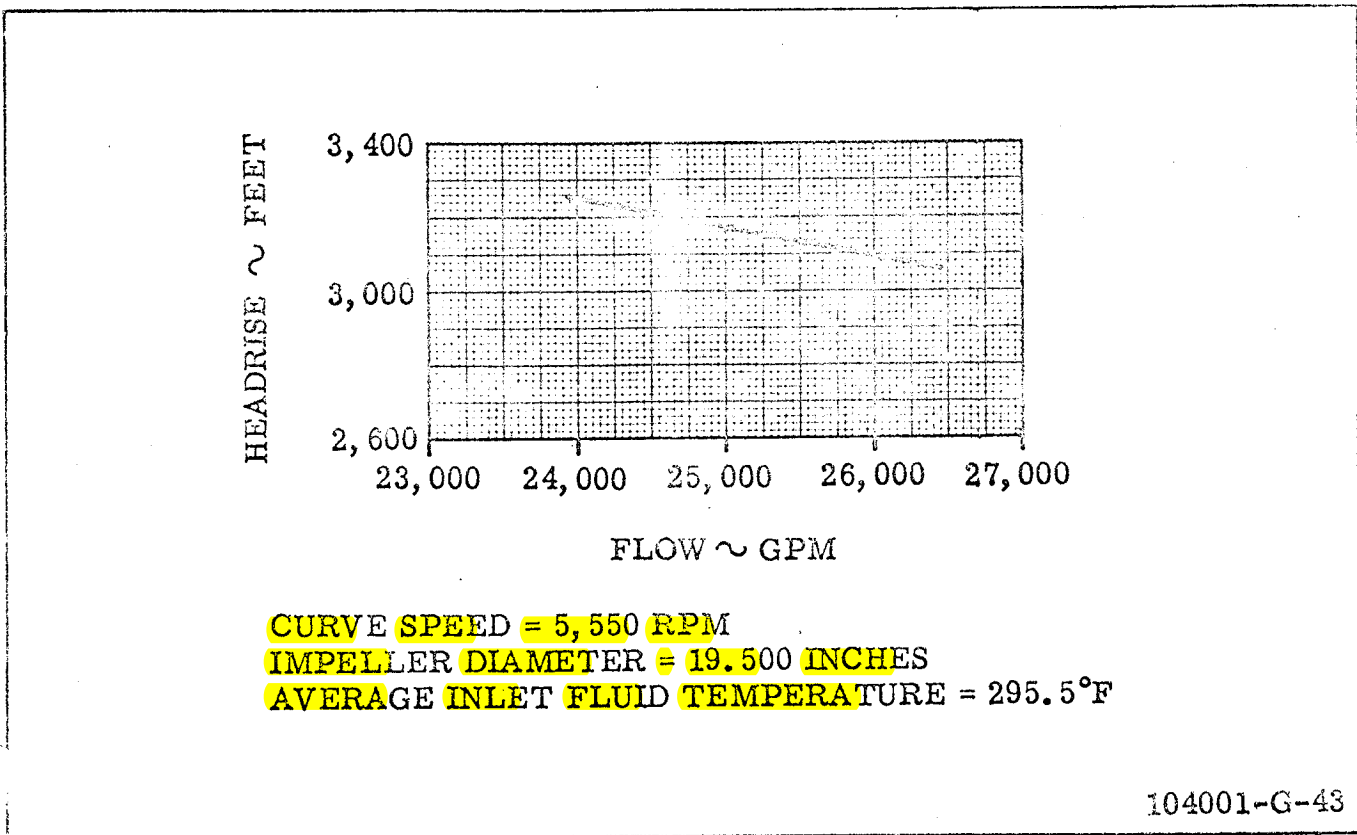 HEADRISE ~ FEET
3,400
3,000
2,600
23,000 24,000 25,000 26,000 27,000
FLOW ~ GPM
CURVE SPEED = 5,550 RPM
IMPELLER DIAMETER = 19.500 INCHES
AVERAGE INLET FLUID TEMPERATURE = 295.5°F
104001-G-43